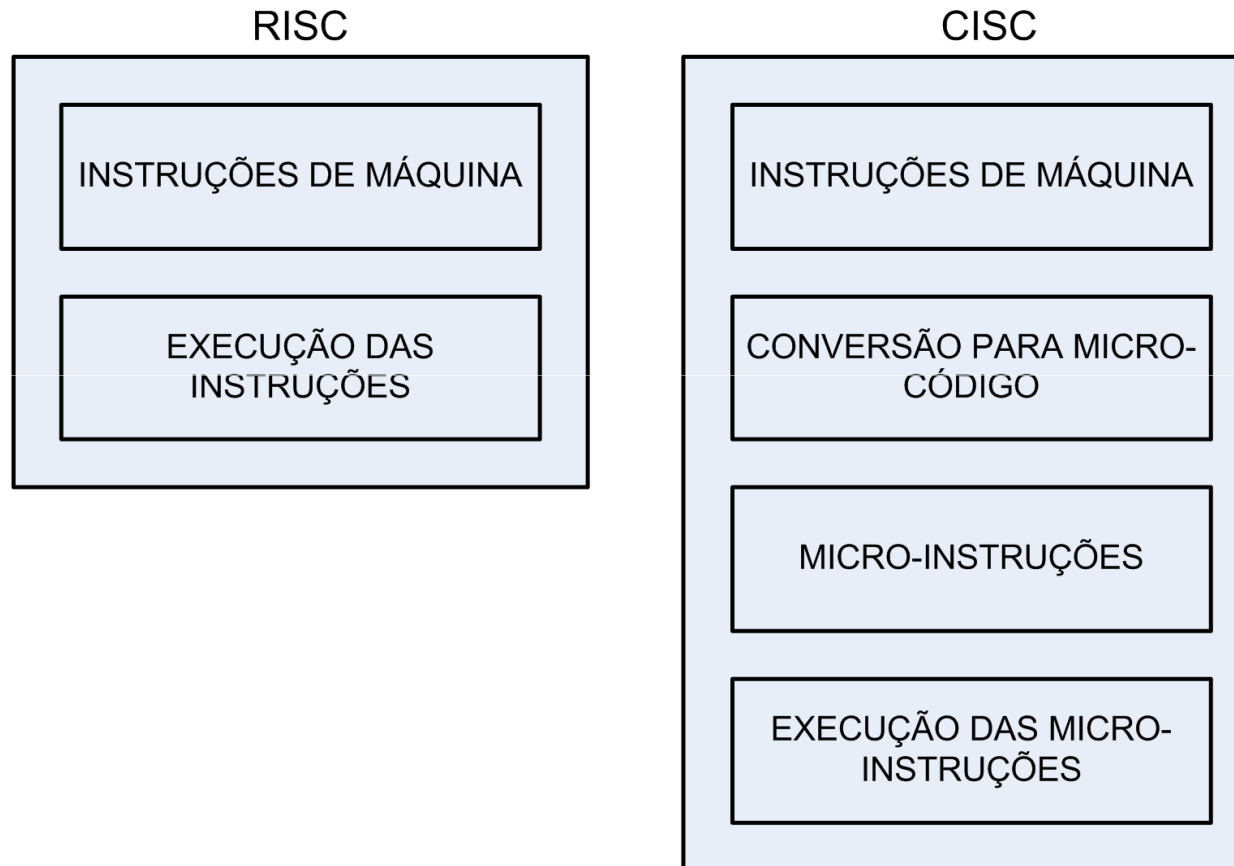 RISC
INSTRUÇÕES DE MÁQUINA
EXECUÇÃO DAS
INSTRUÇÕES
CISC
INSTRUÇÕES DE MÁQUINA
CONVERSÃO PARA MICRO-
CÓDIGO
MICRO-INSTRUÇÕES
EXECUÇÃO DAS MICRO-
INSTRUÇÕES